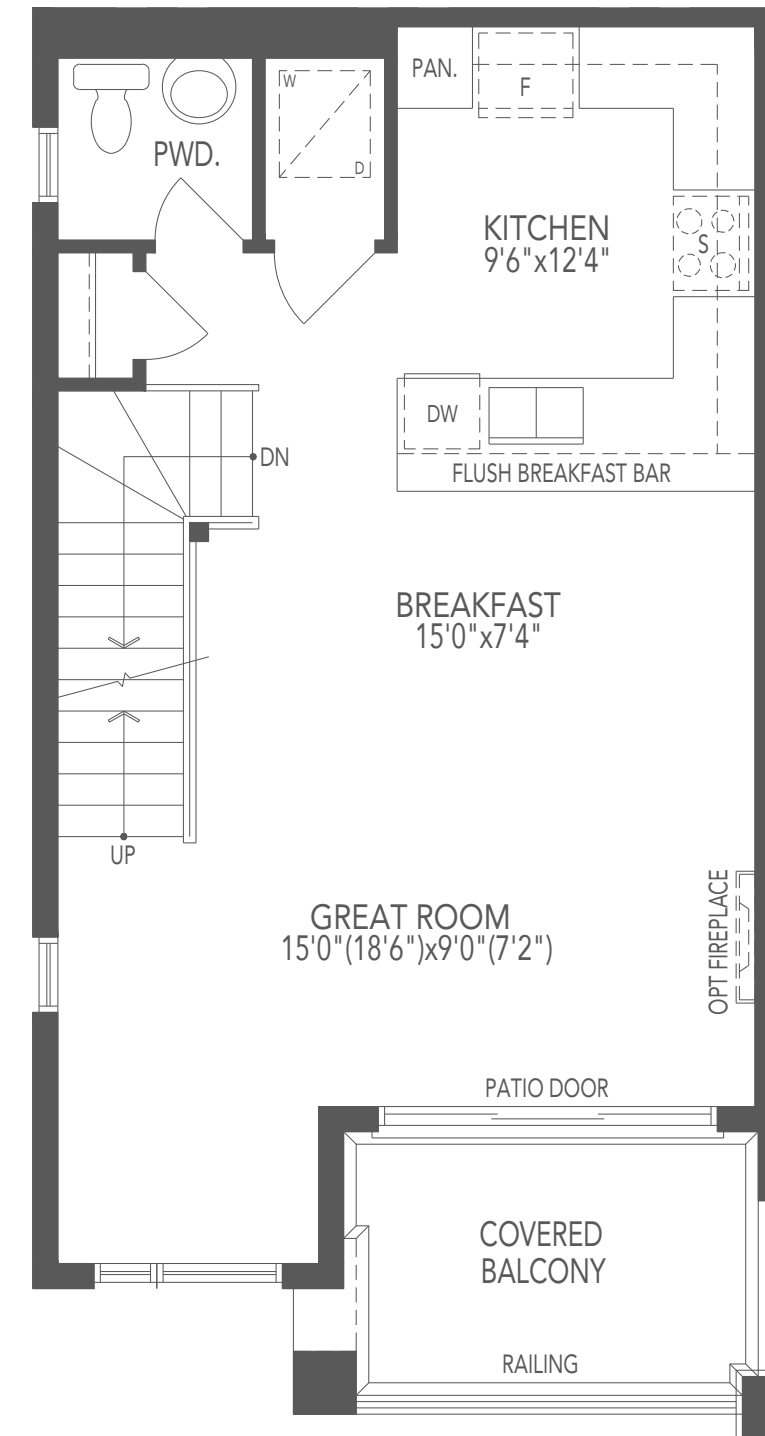 PAN.
F
W
D
PWD.
KITCHEN
9'6"x12'4"
S
DW
DN
FLUSH BREAKFAST BAR
BREAKFAST
15'0"x7'4"
UP
GREAT ROOM
15'0"(18'6")x9'0"(7'2")
OPT FIREPLACE
PATIO DOOR
COVERED
BALCONY
RAILING